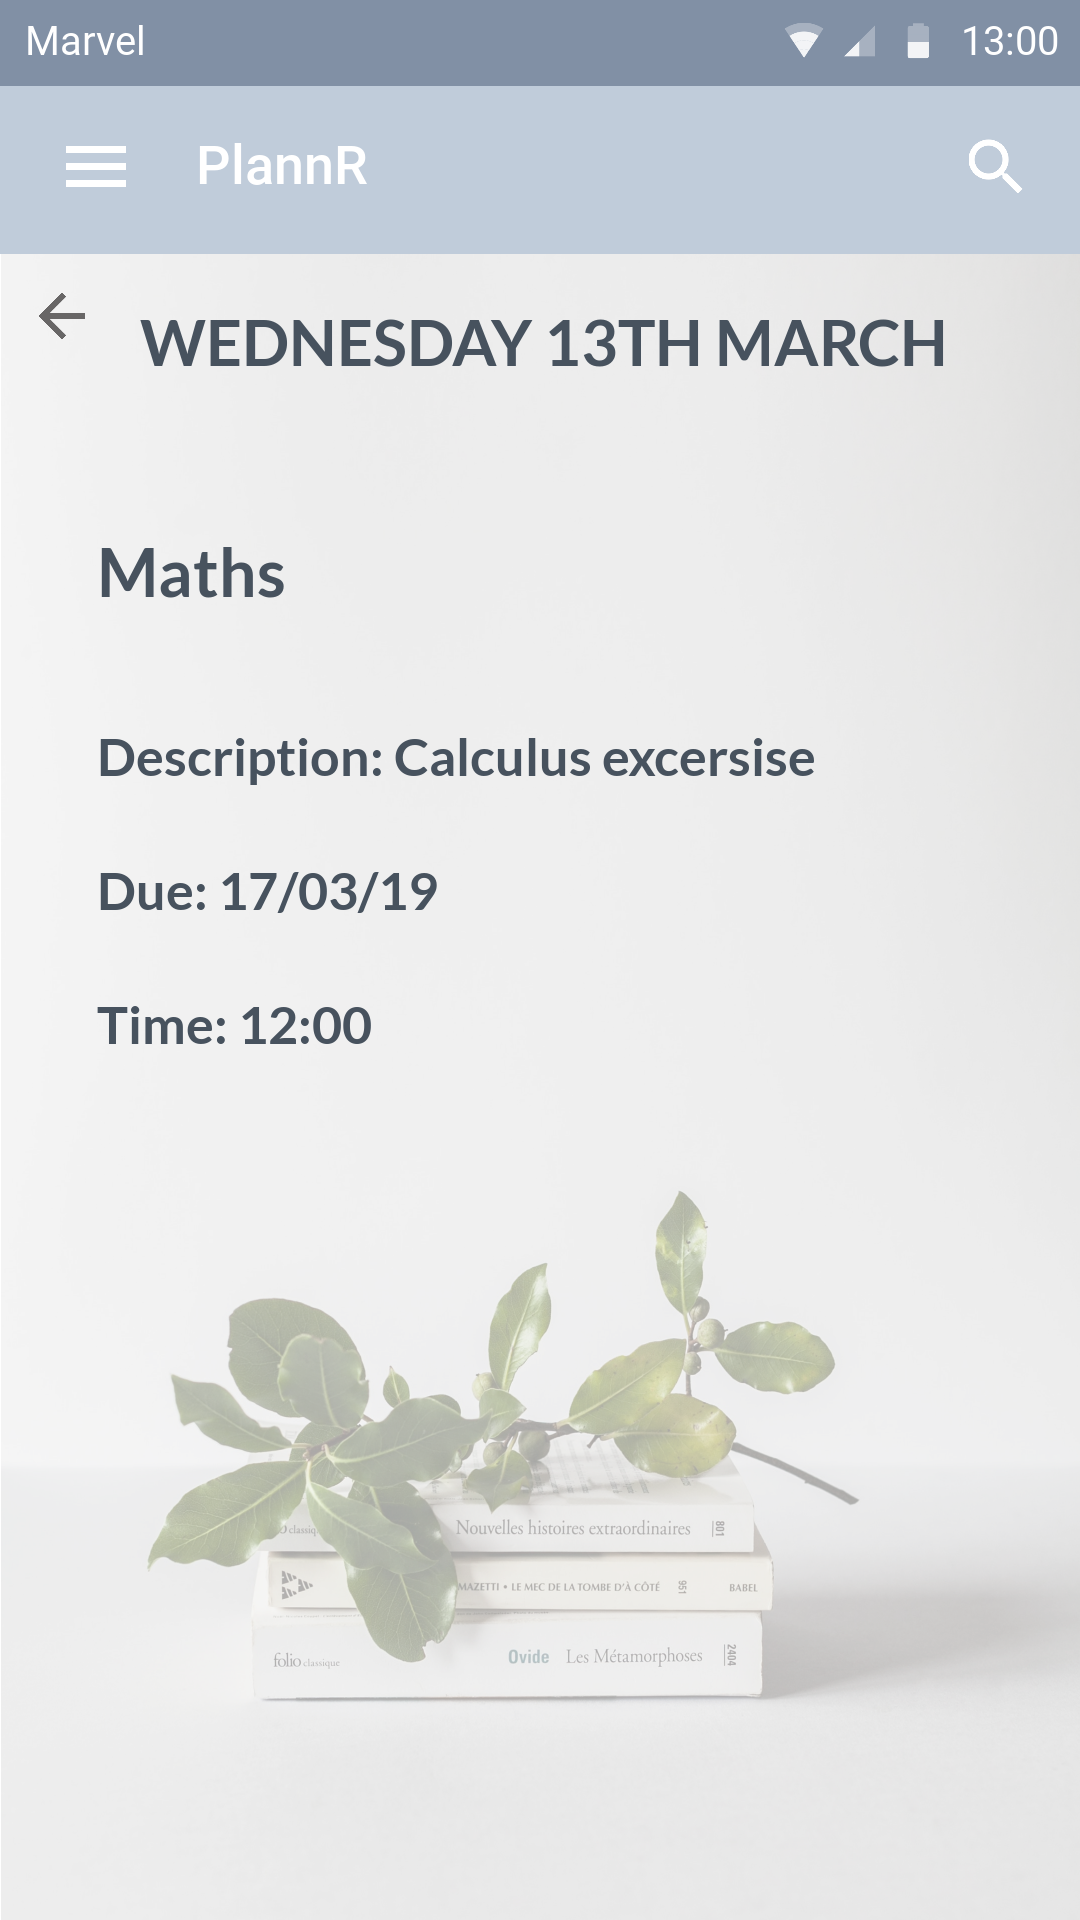 Marvel 13:00
PlannR
WEDNESDAY 13TH MARCH
Maths
Description: Calculus excersise
Due: 17/03/19
Time: 12:00
Nouvelles histoires extraordinaires 801
MAZETTI • LE MEC DE LA TOMBE D'À CÔTÉ 951 BABEL
folio classique Ovide Les Métamorphoses 2404